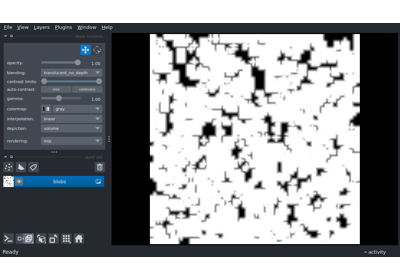 File View Layers Plugins Window Help
opacity: 1.00
blending: translucent_no_depth
contrast limits:
auto-contrast: once continuous
gamma: 1.00
colormap: gray
interpolation: linear
depiction: volume
rendering: mip
blobs
Ready activity